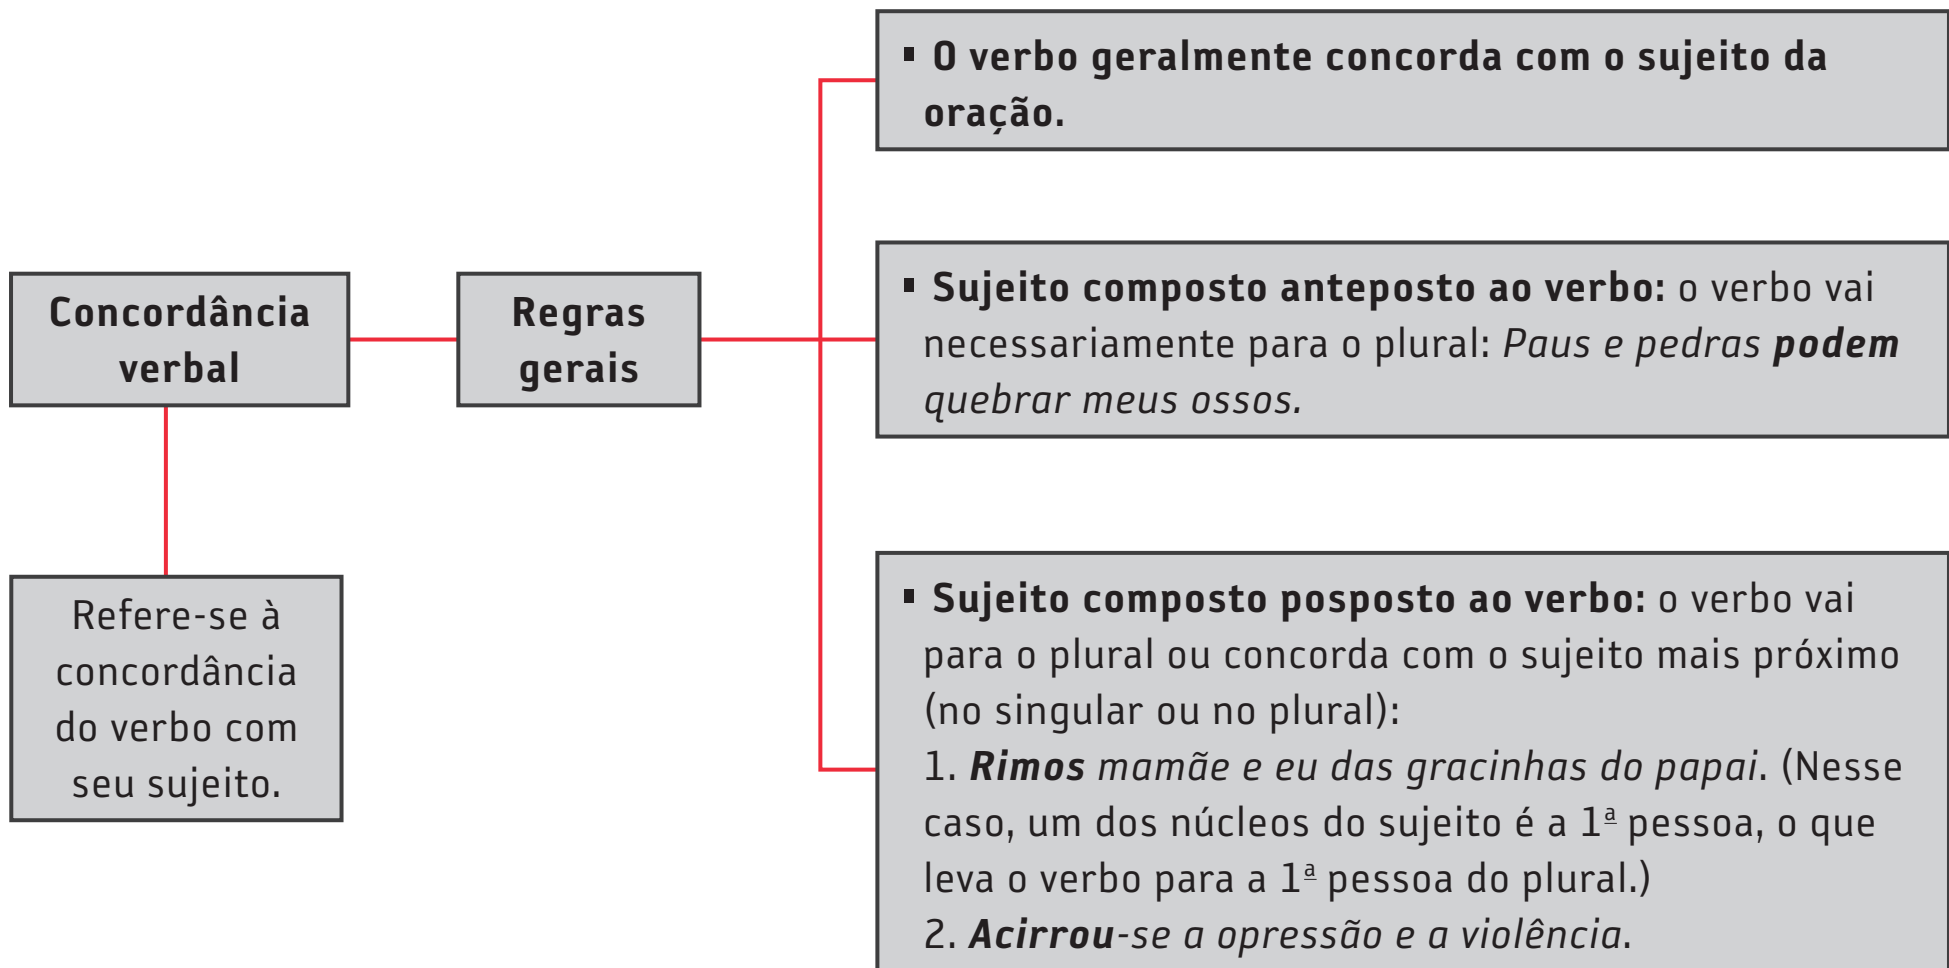 Concordância
verbal
Refere-se à
concordância
do verbo com
seu sujeito.
Regras
gerais
▪ O verbo geralmente concorda com o sujeito da
oração.
▪ Sujeito composto anteposto ao verbo: o verbo vai
necessariamente para o plural: Paus e pedras podem
quebrar meus ossos.
▪ Sujeito composto posposto ao verbo: o verbo vai
para o plural ou concorda com o sujeito mais próximo
(no singular ou no plural):
1. Rimos mamãe e eu das gracinhas do papai. (Nesse
caso, um dos núcleos do sujeito é a 1ª pessoa, o que
leva o verbo para a 1ª pessoa do plural.)
2. Acirrou-se a opressão e a violência.